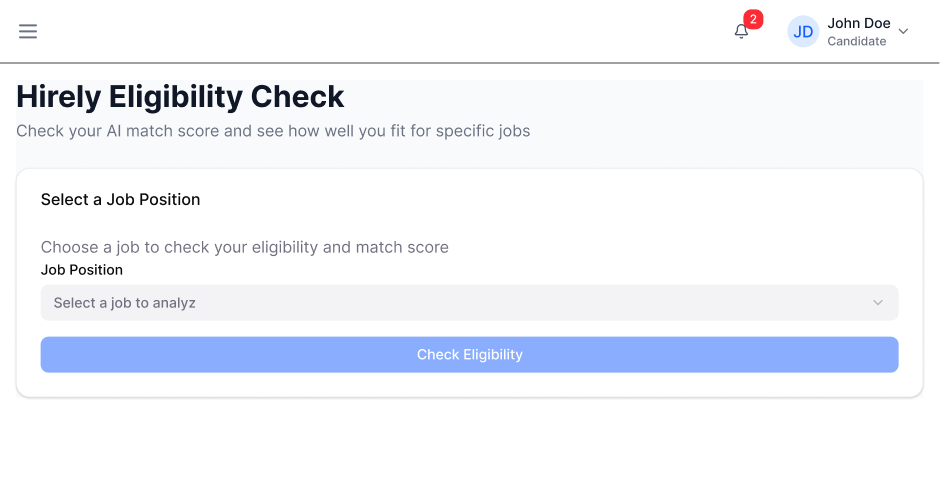 2
JD
John Doe
Candidate
Hirely Eligibility Check
Check your AI match score and see how well you fit for specific jobs
Select a Job Position
Choose a job to check your eligibility and match score
Job Position
Select a job to analyz
Check Eligibility